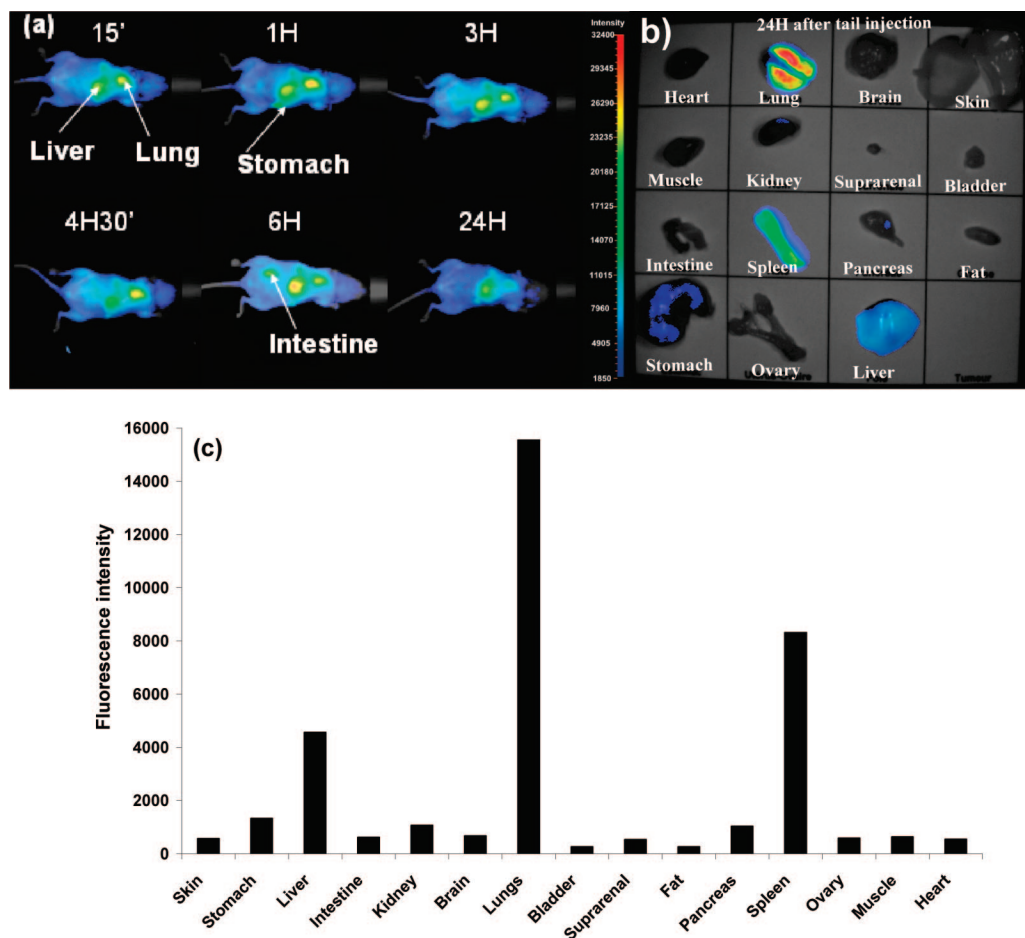 (a)
15'
1H
3H
Liver
Lung
Stomach
4H30'
6H
24H
Intestine
Intensity
32400
29345
26290
23235
20180
17125
14070
11015
7960
4905
1850
b)
24H after tail injection
Heart
Lung
Brain
Skin
Muscle
Kidney
Suprarenal
Bladder
Intestine
Spleen
Pancreas
Fat
Stomach
Ovary
Liver
Tumour
(c)
Fluorescence intensity
16000
14000
12000
10000
8000
6000
4000
2000
0
Skin
Stomach
Liver
Intestine
Kidney
Brain
Lungs
Bladder
Suprarenal
Fat
Pancreas
Spleen
Ovary
Muscle
Heart